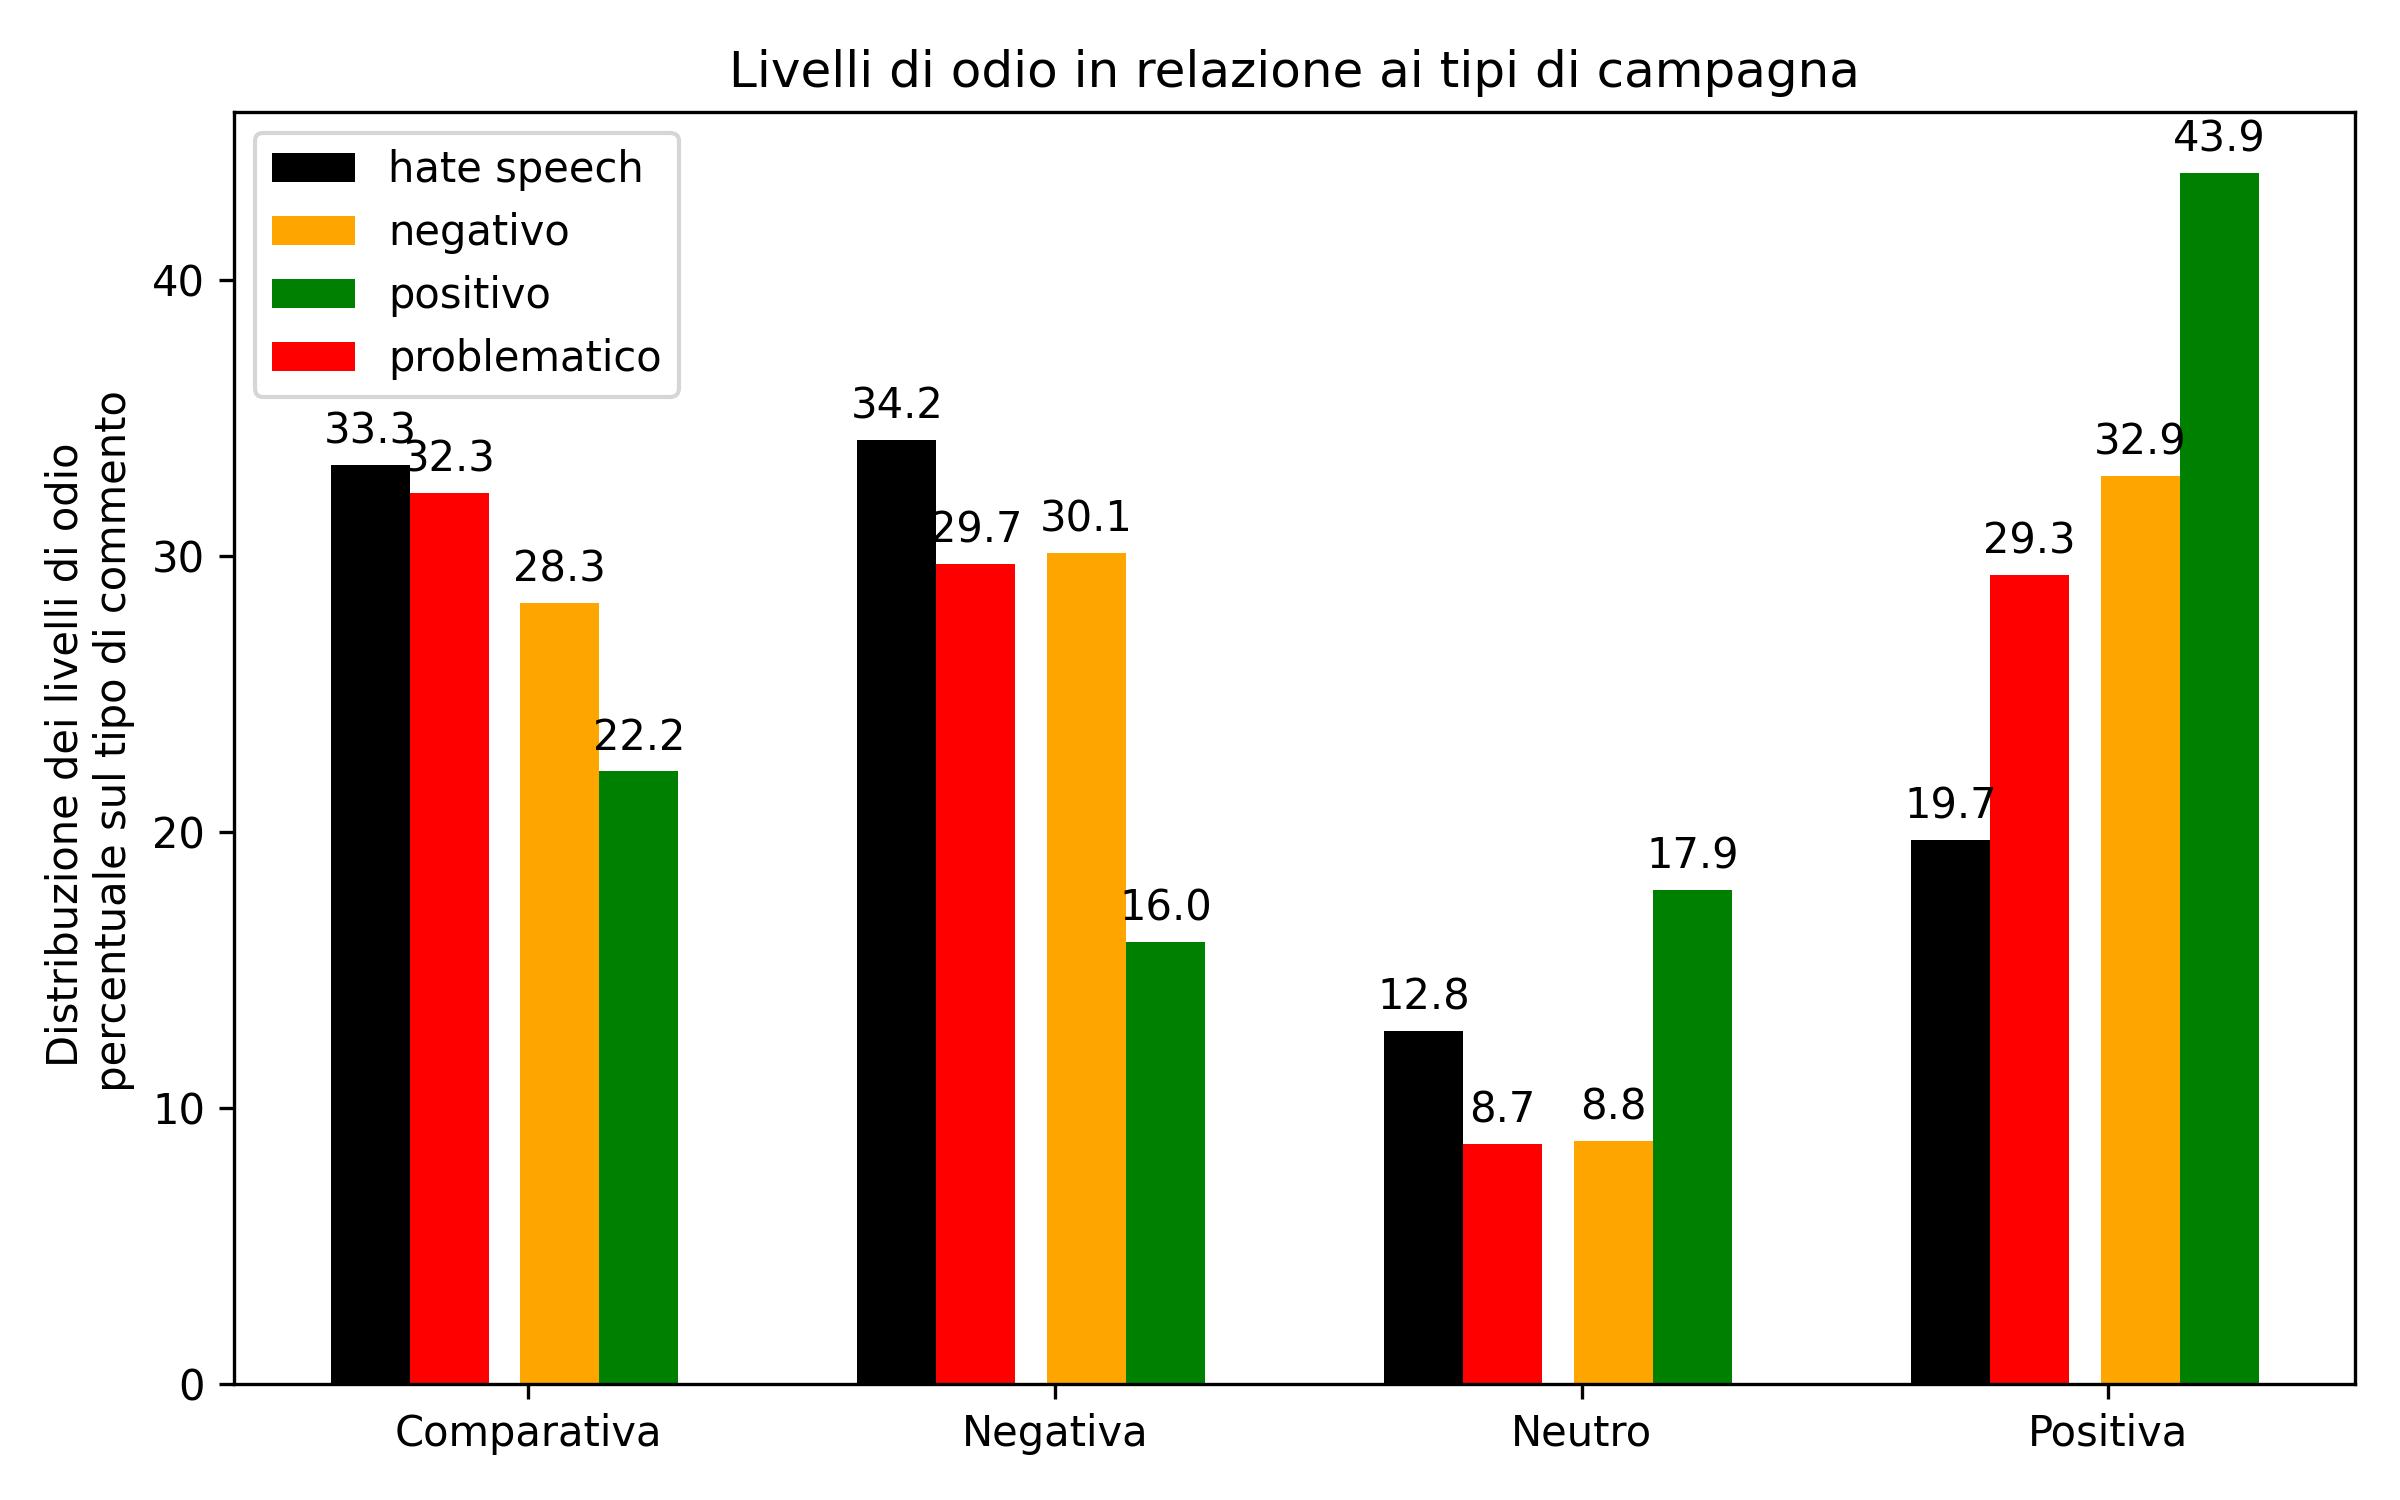 Livelli di odio in relazione ai tipi di campagna
hate speech
negativo
positivo
problematico
Distribuzione dei livelli di odio
percentuale sul tipo di commento
40
30
20
10
0
33.3
32.3
28.3
22.2
34.2
29.7
30.1
16.0
12.8
8.7
8.8
17.9
19.7
29.3
32.9
43.9
Comparativa
Negativa
Neutro
Positiva